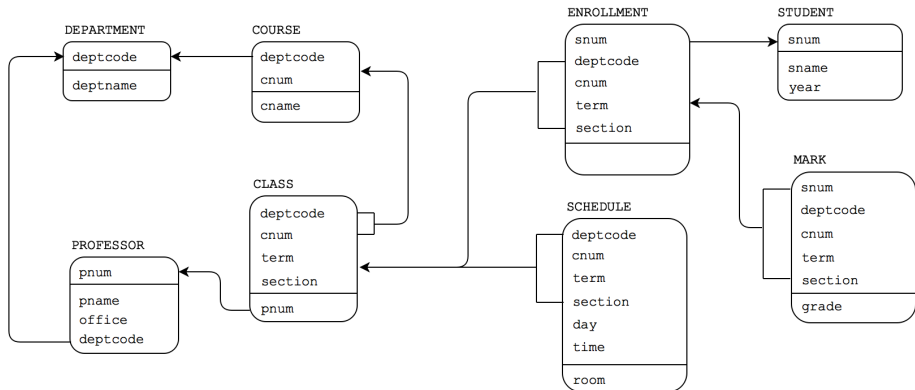 DEPARTMENT
deptcode
deptname
COURSE
deptcode
cnum
cname
ENROLLMENT
snum
deptcode
cnum
term
section
STUDENT
snum
sname
year
CLASS
deptcode
cnum
term
section
pnum
PROFESSOR
pnum
pname
office
deptcode
SCHEDULE
deptcode
cnum
term
section
day
time
room
MARK
snum
deptcode
cnum
term
section
grade